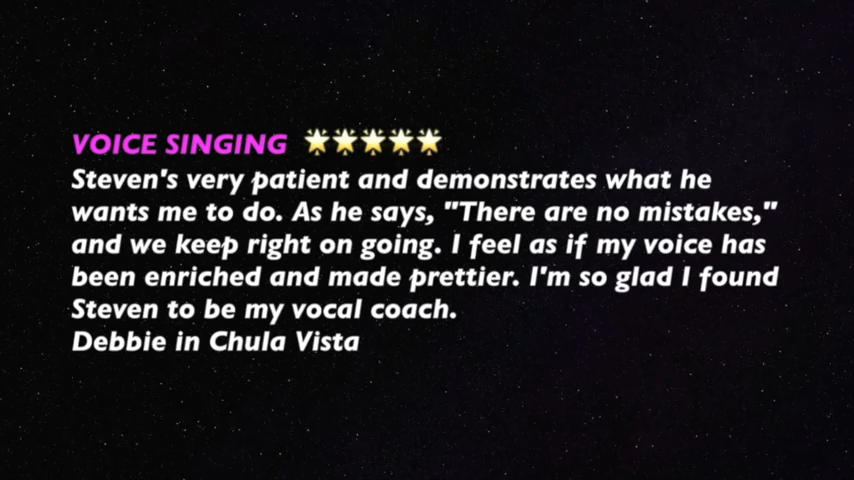 VOICE SINGING 🌟🌟🌟🌟🌟
Steven's very patient and demonstrates what he
wants me to do. As he says, "There are no mistakes,"
and we keep right on going. I feel as if my voice has
been enriched and made prettier. I'm so glad I found
Steven to be my vocal coach.
Debbie in Chula Vista